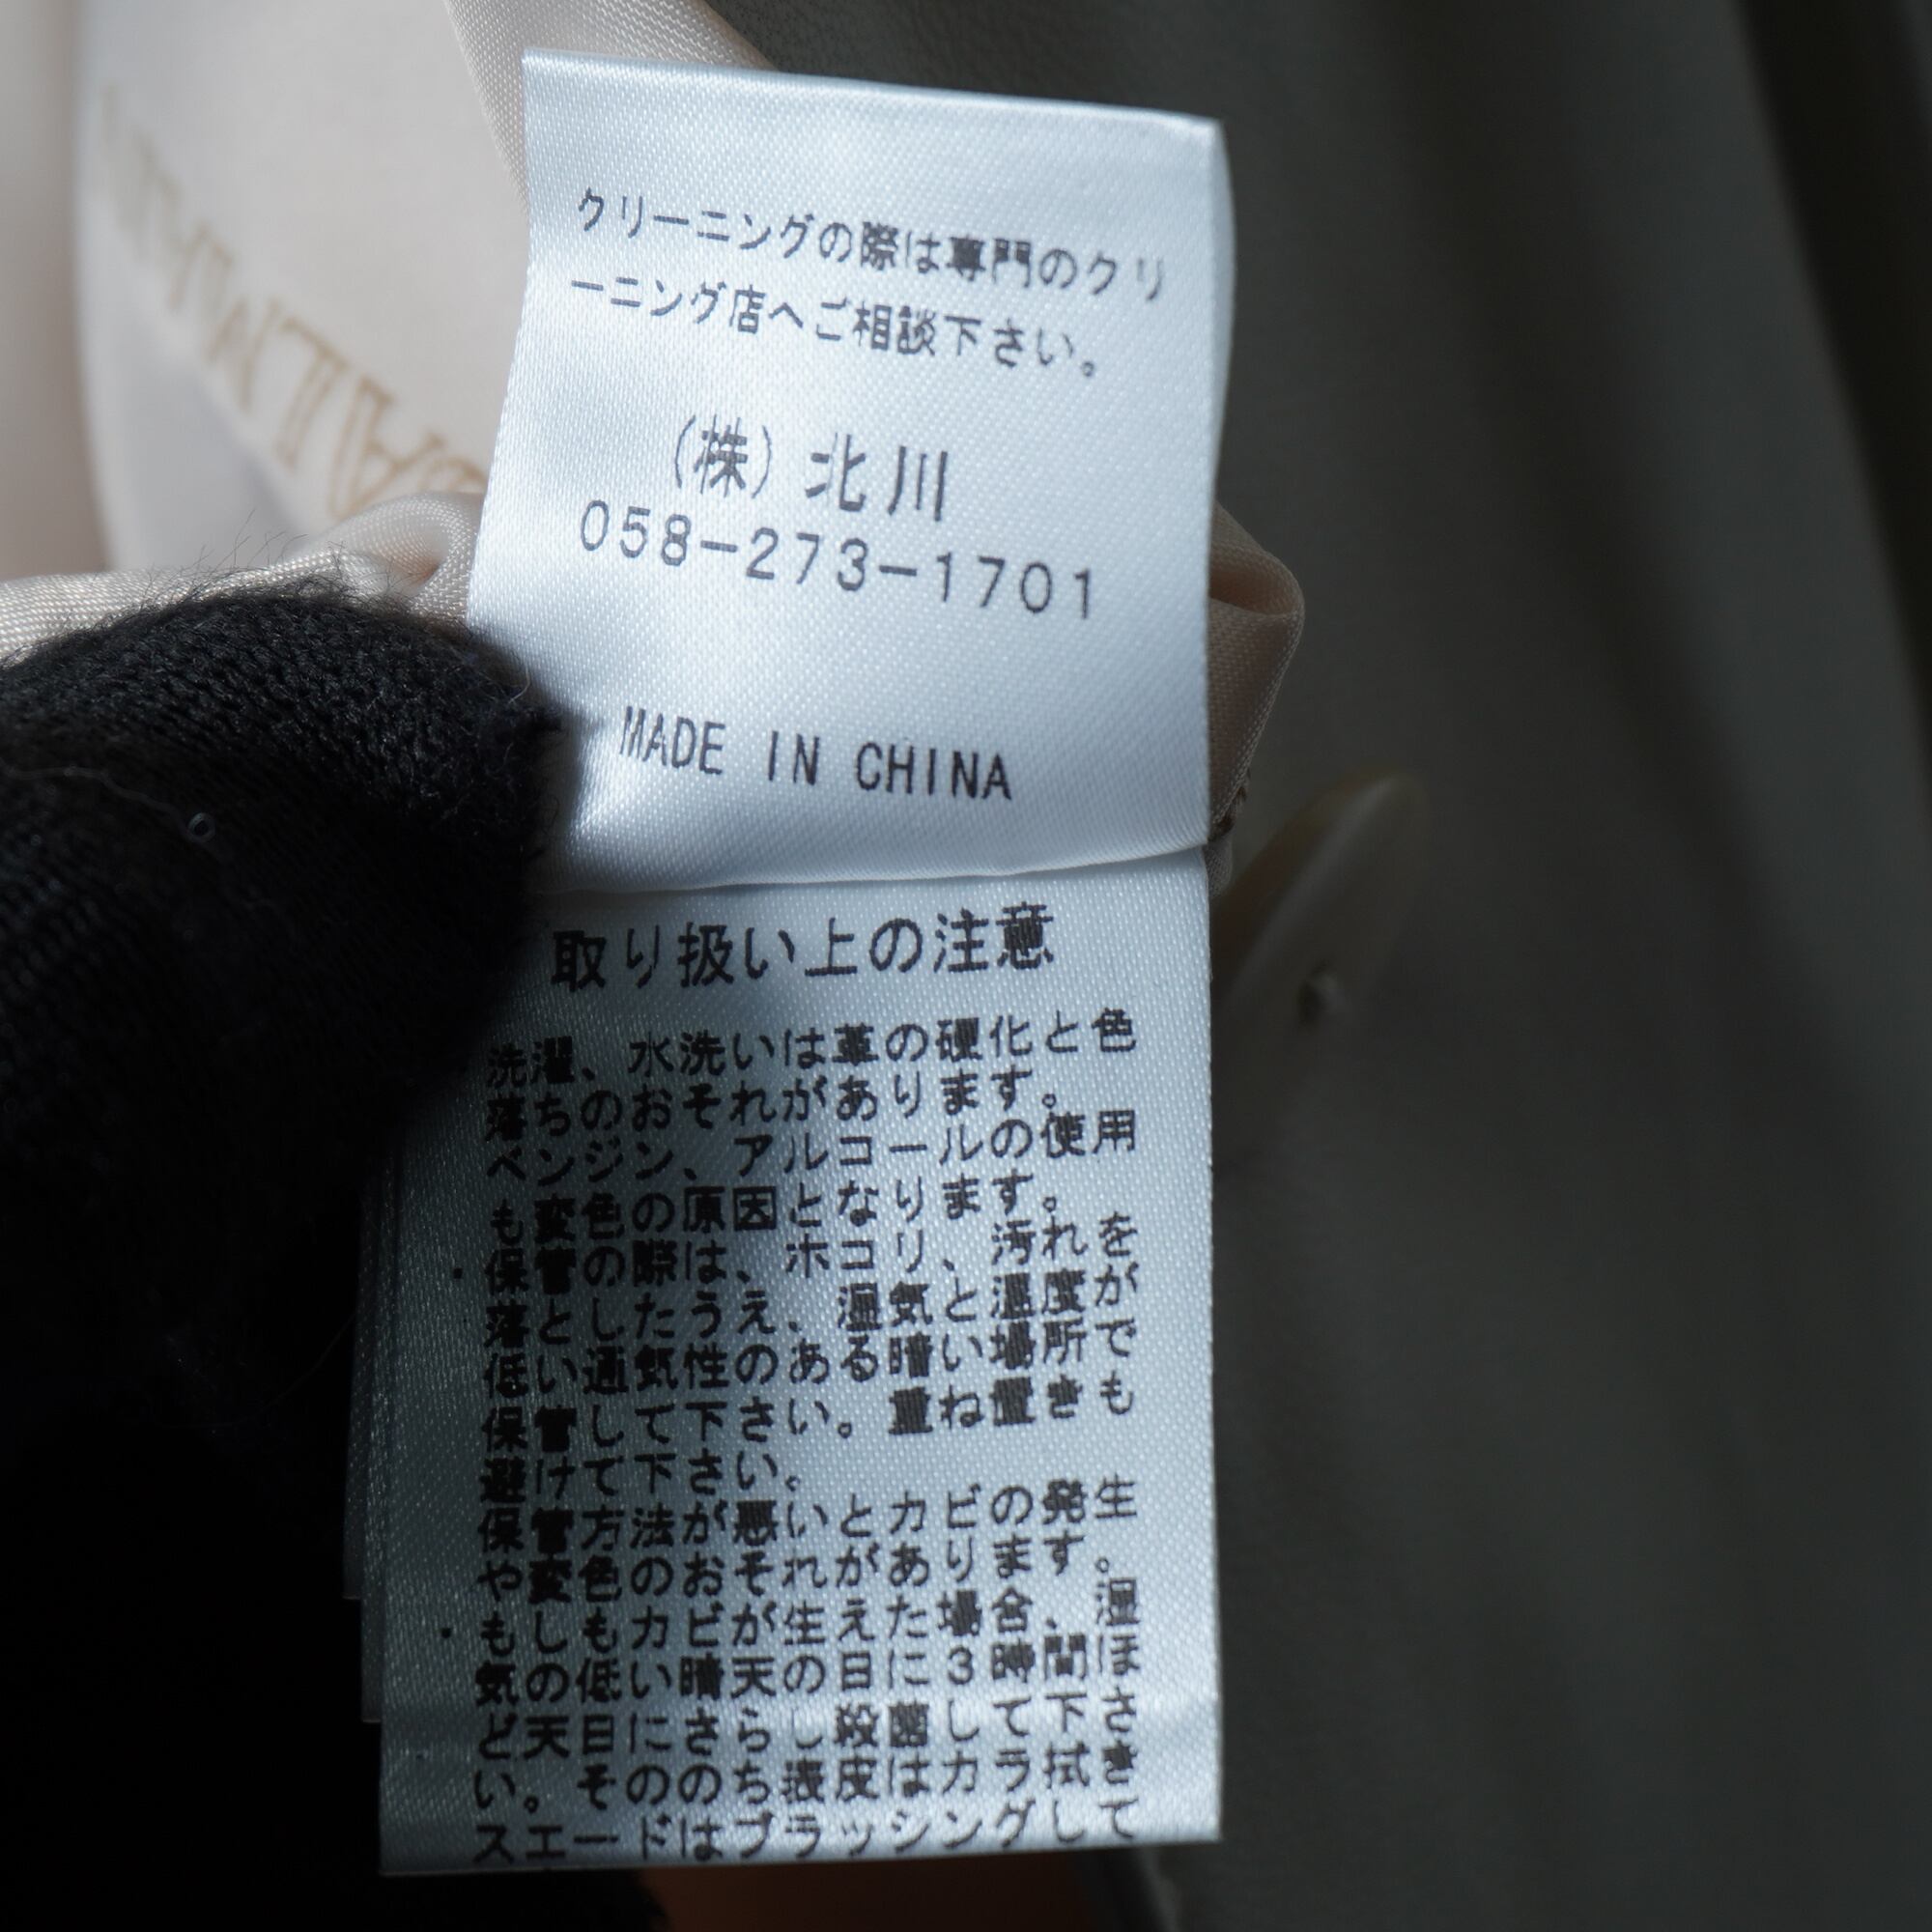 クリーニングの際は専門のクリ
ーニング店へご相談下さい。
(株) 北川
058-273-1701
MADE IN CHINA
取り扱い上の注意
洗濯、水洗いは革の硬化と色
落ちのおそれがあります。
ベンジン、アルコールの使用
も変色の原因となります。
・保管の際は、ホコリ、汚れを
落としたうえ、湿気と温度が
低い通気性のある暗い場所で
保管して下さい。重ね置きも
避けて下さい。
保管方法が悪いとカビの発生
や変色のおそれがあります。
・もしもカビが生えた場合、湿
気の低い晴天の日に3時間ほ
ど天日にさらし殺菌して下さ
い。そののち表皮はカラ拭き
スエードはブラッシングして